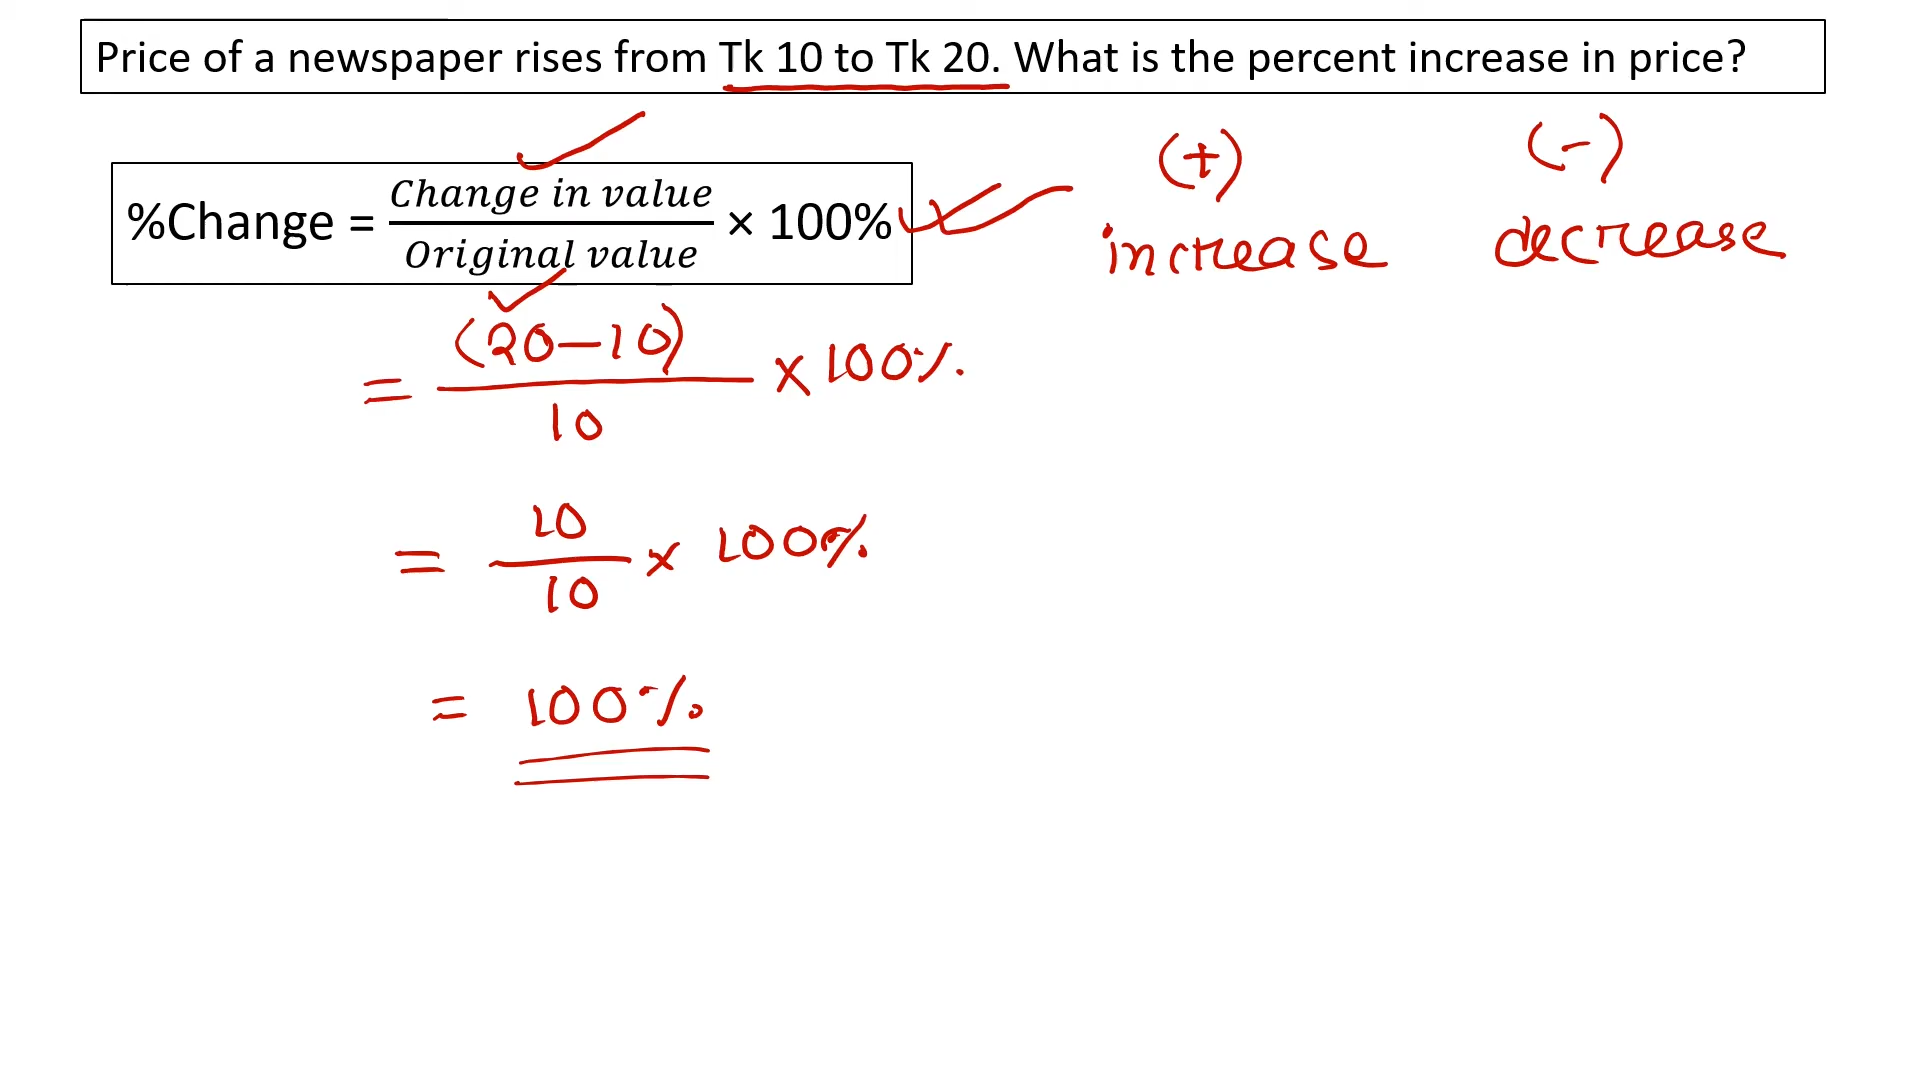 Price of a newspaper rises from Tk 10 to Tk 20. What is the percent increase in price?
(+) (-)
increase decrease
%Change = Change in value / Original value × 100%
= (20-10) / 10 × 100%
= 10 / 10 × 100%
= 100%